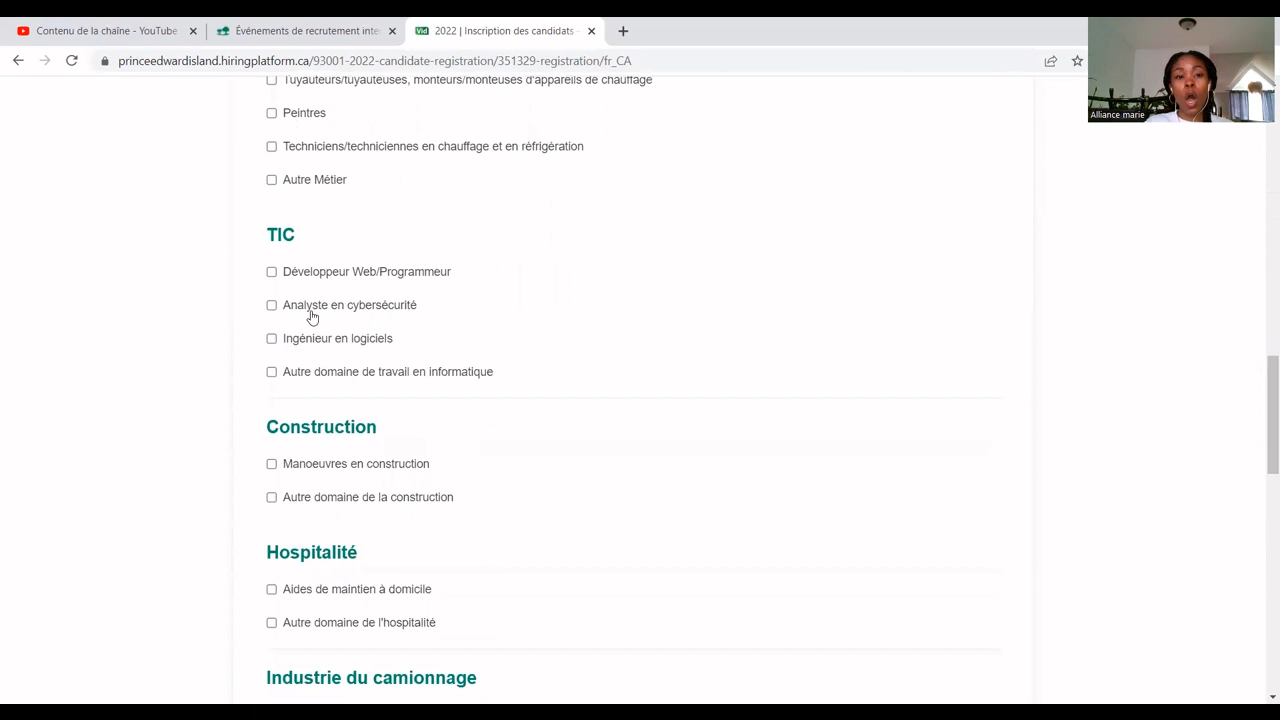 Contenu de la chaîne - YouTube
Événements de recrutement inte
2022 | Inscription des candidats -
princeedwardisland.hiringplatform.ca/93001-2022-candidate-registration/351329-registration/fr_CA
Alliance marie
Tuyauteurs/tuyauteuses, monteurs/monteuses d'appareils de chauffage
Peintres
Techniciens/techniciennes en chauffage et en réfrigération
Autre Métier
TIC
Développeur Web/Programmeur
Analyste en cybersécurité
Ingénieur en logiciels
Autre domaine de travail en informatique
Construction
Manoeuvres en construction
Autre domaine de la construction
Hospitalité
Aides de maintien à domicile
Autre domaine de l'hospitalité
Industrie du camionnage